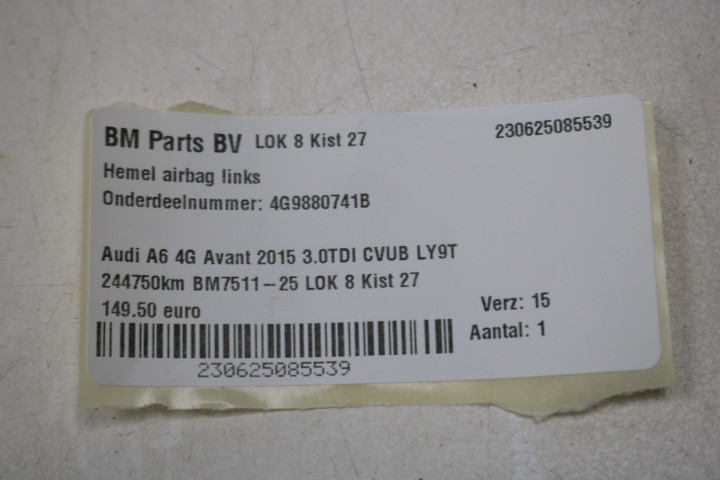 BM Parts BV LOK 8 Kist 27 230625085539
Hemel airbag links
Onderdeelnummer: 4G9880741B
Audi A6 4G Avant 2015 3.0TDI CVUB LY9T
244750km BM7511-25 LOK 8 Kist 27
149.50 euro Verz: 15
Aantal: 1
230625085539